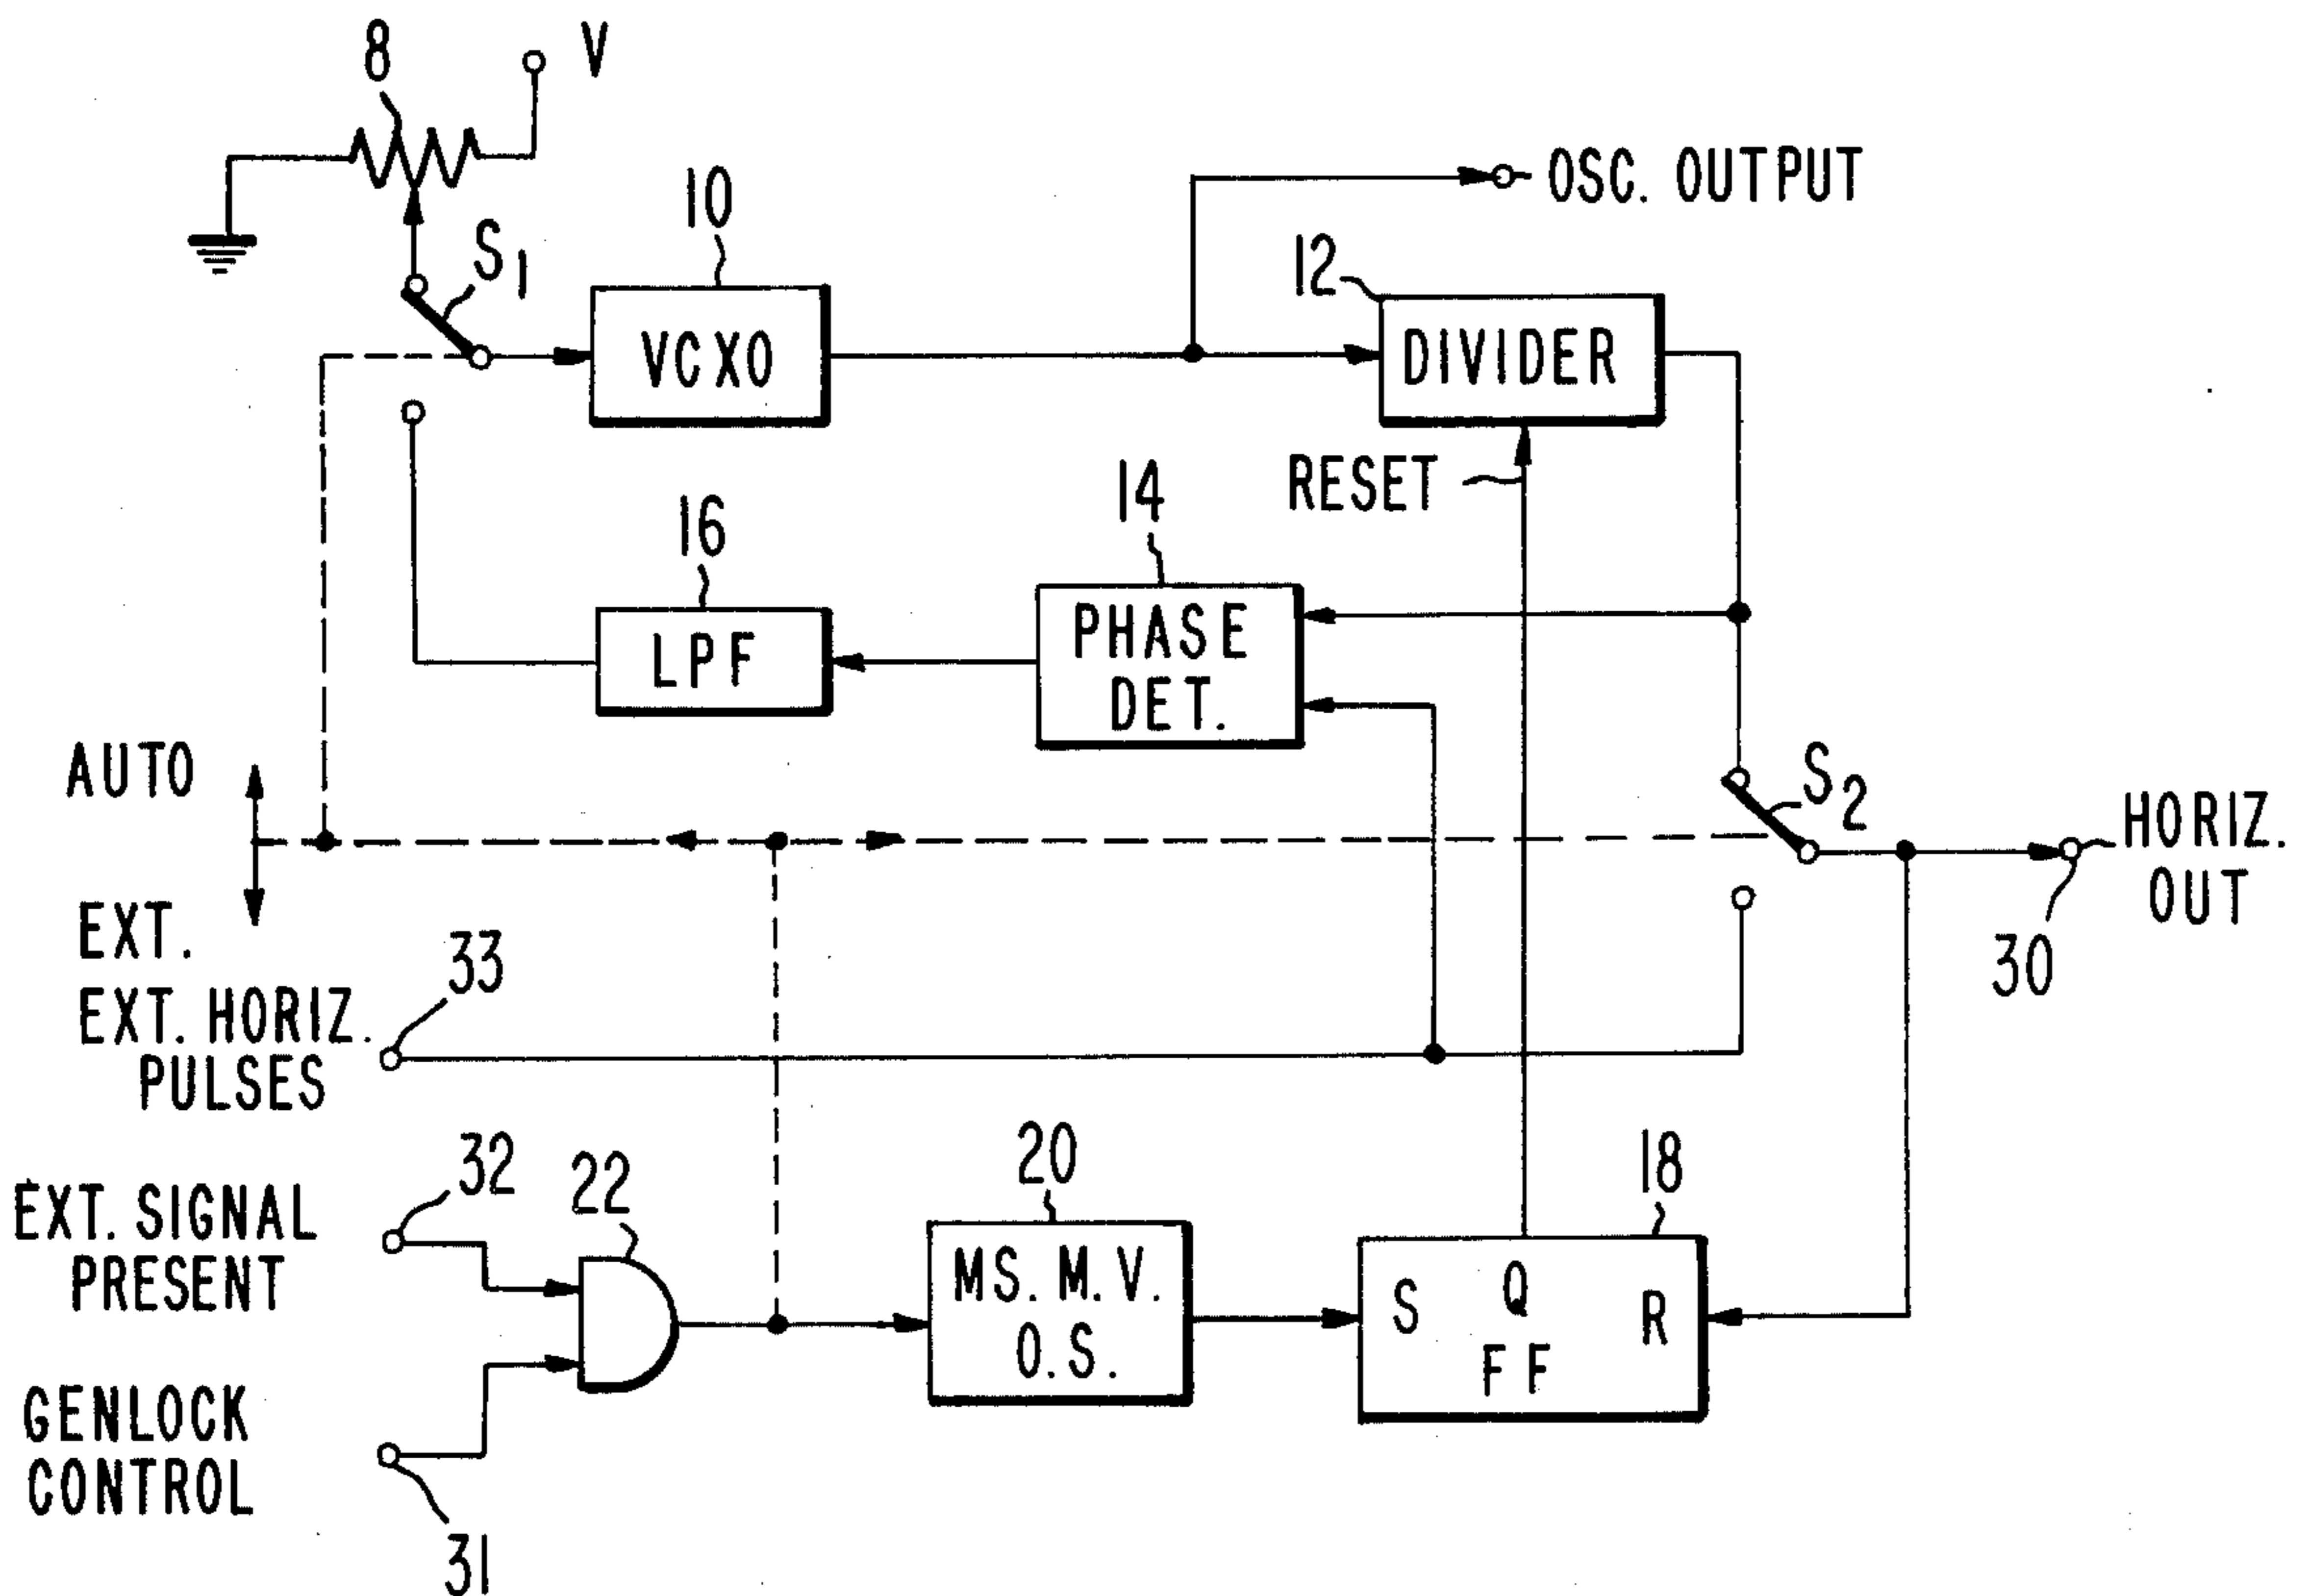 8
V
S1
10
VCXO
OSC. OUTPUT
12
DIVIDER
RESET
14
PHASE
DET.
16
LPF
AUTO
EXT.
S2
HORIZ.
OUT
30
EXT. HORIZ.
PULSES
33
EXT. SIGNAL
PRESENT
32
22
20
MS. M. V.
O.S.
18
S
Q
R
FF
GENLOCK
CONTROL
31